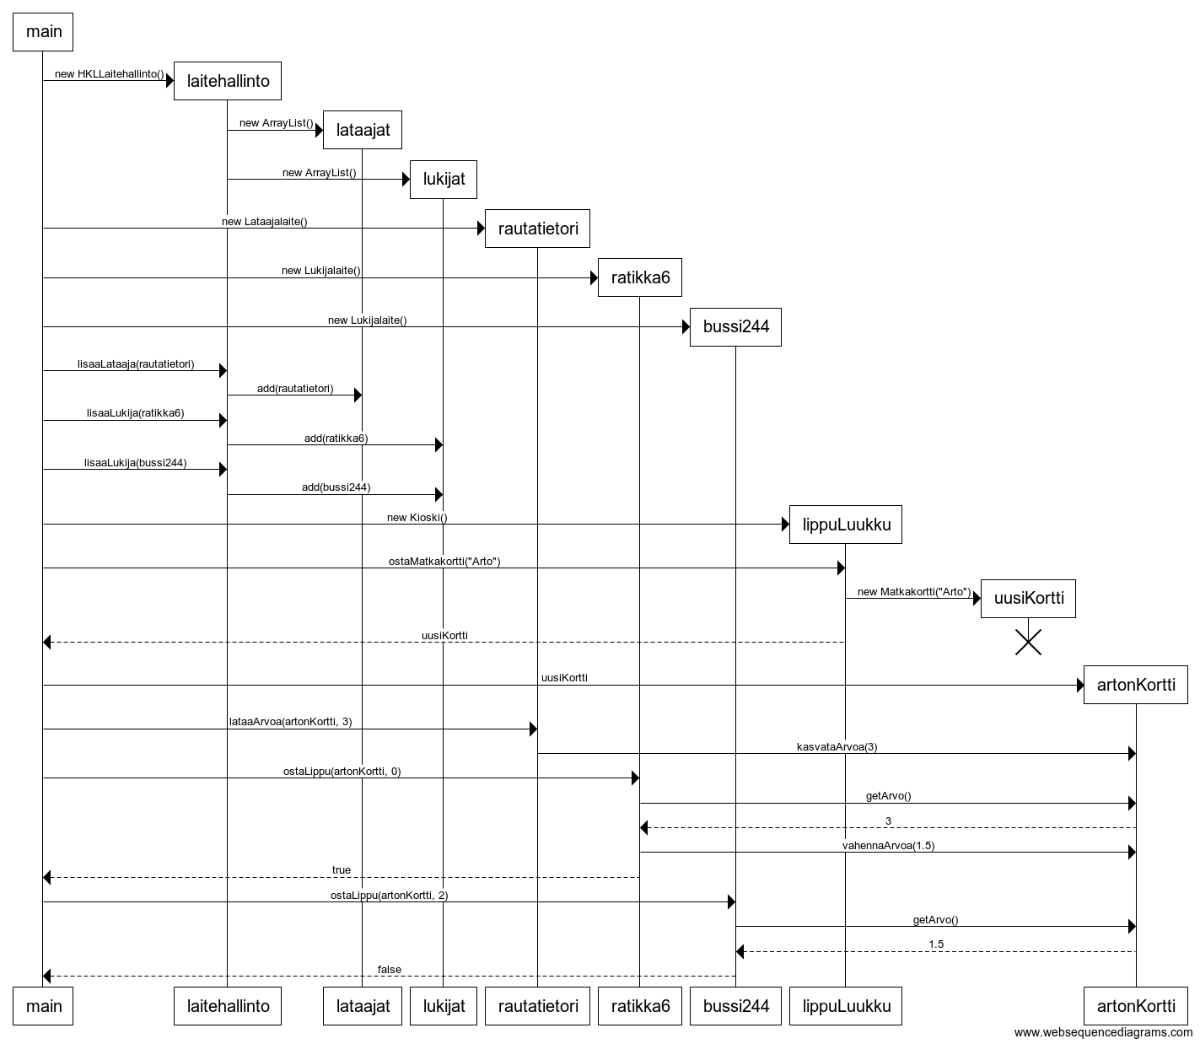 main
new HKLLaitehallinto()
laitehallinto
new ArrayList()
lataajat
new ArrayList()
lukijat
new Lataajalaite()
rautatietori
new Lukijalaite()
ratikka6
new Lukijalaite()
bussi244
lisaaLataaja(rautatietori)
add(rautatietori)
lisaaLukija(ratikka6)
add(ratikka6)
lisaaLukija(bussi244)
add(bussi244)
new Kioski()
lippuLuukku
ostaMatkakortti("Arto")
new Matkakortti("Arto")
uusiKortti
uusiKortti
uusiKortti
artonKortti
lataaArvoa(artonKortti, 3)
kasvataArvoa(3)
ostaLippu(artonKortti, 0)
getArvo()
3
vahennaArvoa(1.5)
true
ostaLippu(artonKortti, 2)
getArvo()
1.5
false
main
laitehallinto
lataajat
lukijat
rautatietori
ratikka6
bussi244
lippuLuukku
artonKortti
www.websequencediagrams.com